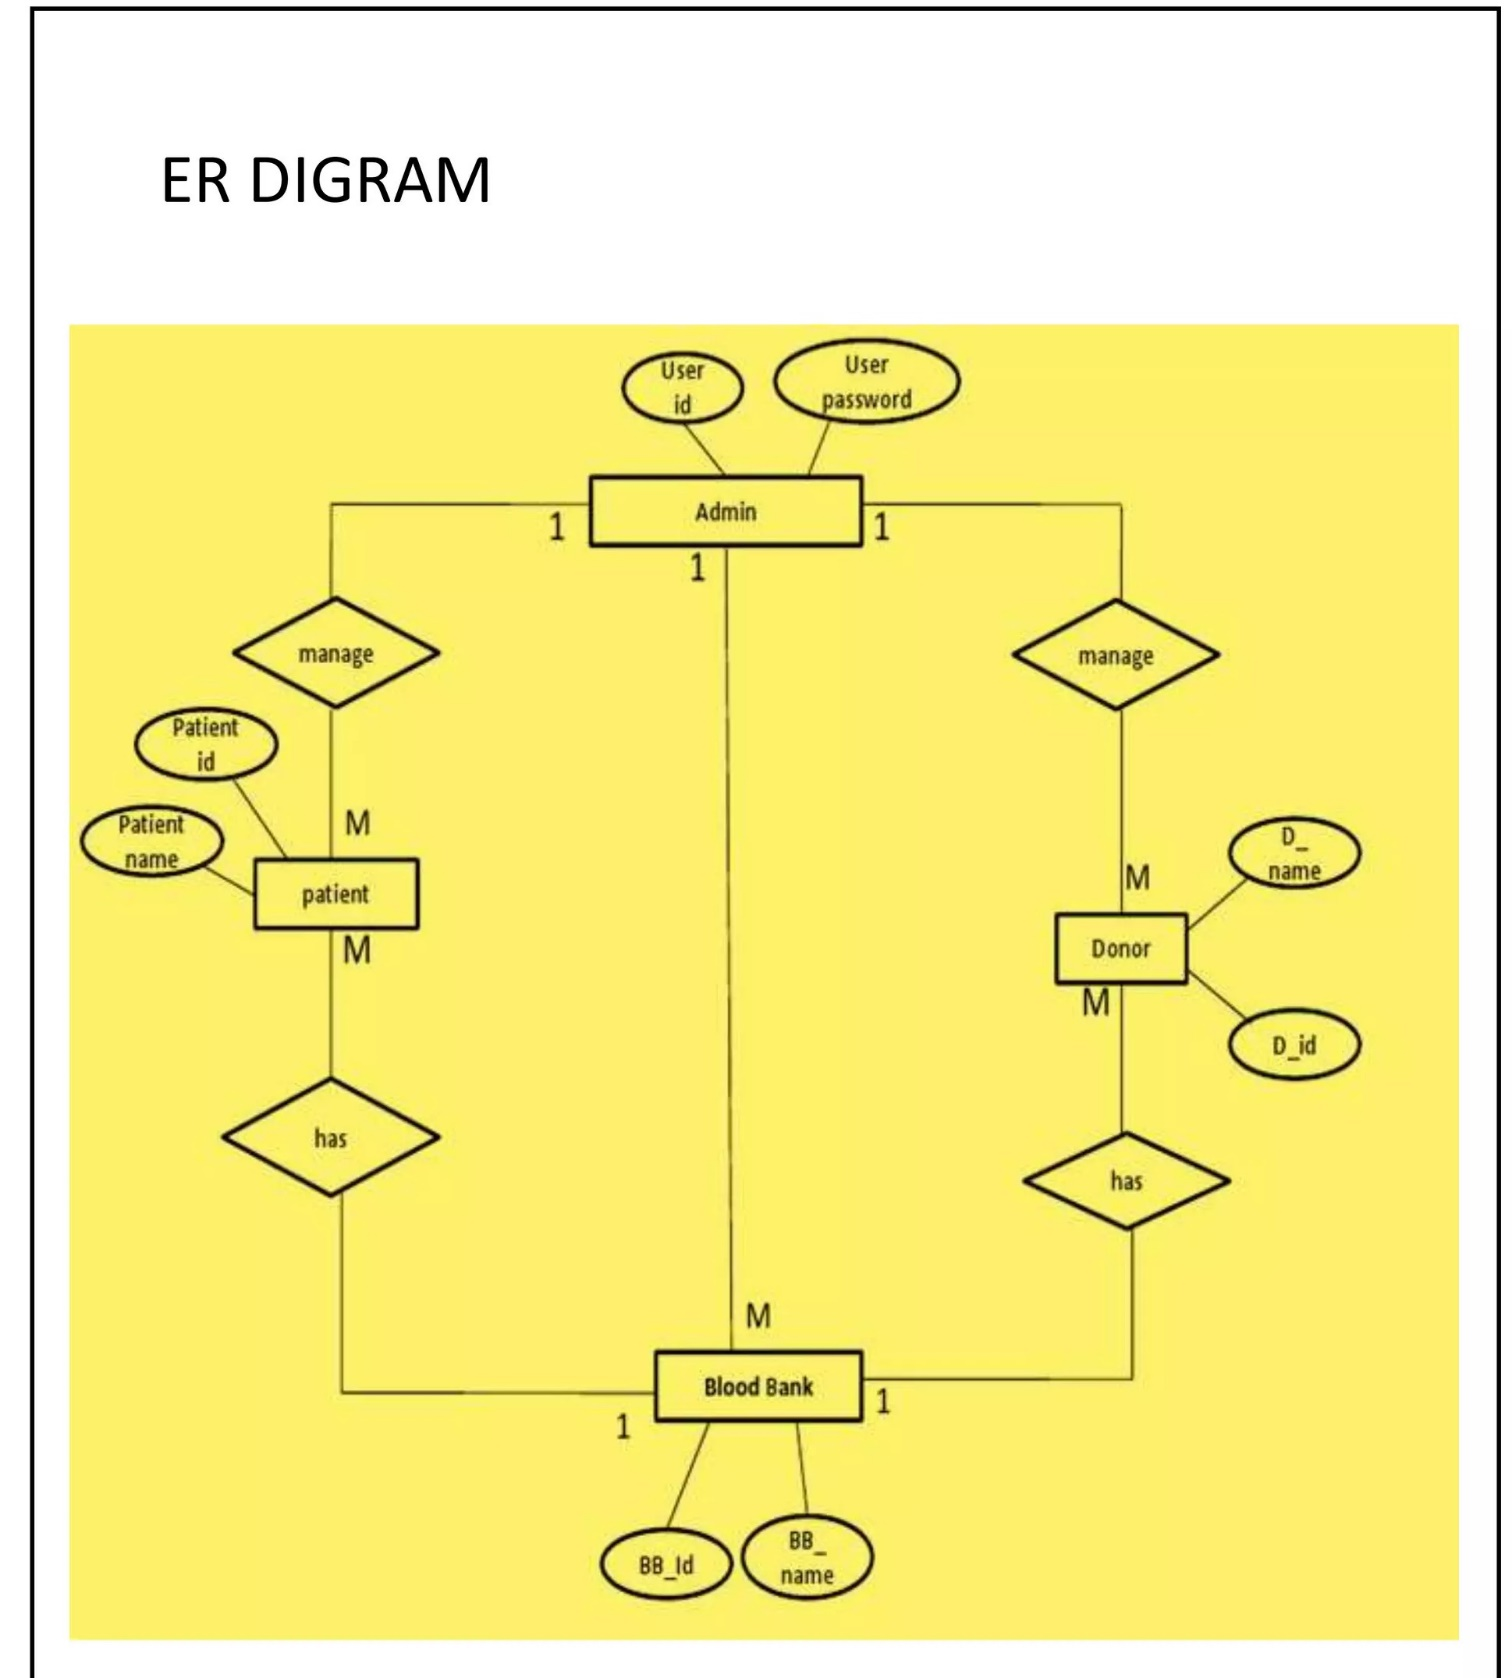 ER DIGRAM
User
id
User
password
Admin
1
1
1
manage
manage
Patient
id
Patient
name
M
patient
M
M
D_
name
Donor
M
D_id
has
has
M
Blood Bank
1
1
BB_Id
BB_
name